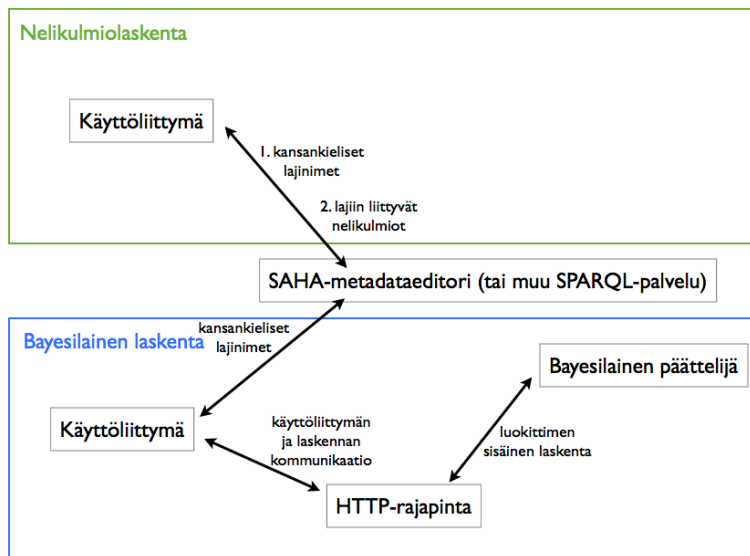 Nelikulmiolaskenta
Käyttöliittymä
1. kansankieliset
lajinimet
2. lajiin liittyvät
nelikulmiot
SAHA-metadataeditori (tai muu SPARQL-palvelu)
Bayesilainen laskenta
kansankieliset
lajinimet
Bayesilainen päättelijä
Käyttöliittymä
käyttöliittymän
ja laskennan
kommunikaatio
luokittimen
sisäinen laskenta
HTTP-rajapinta